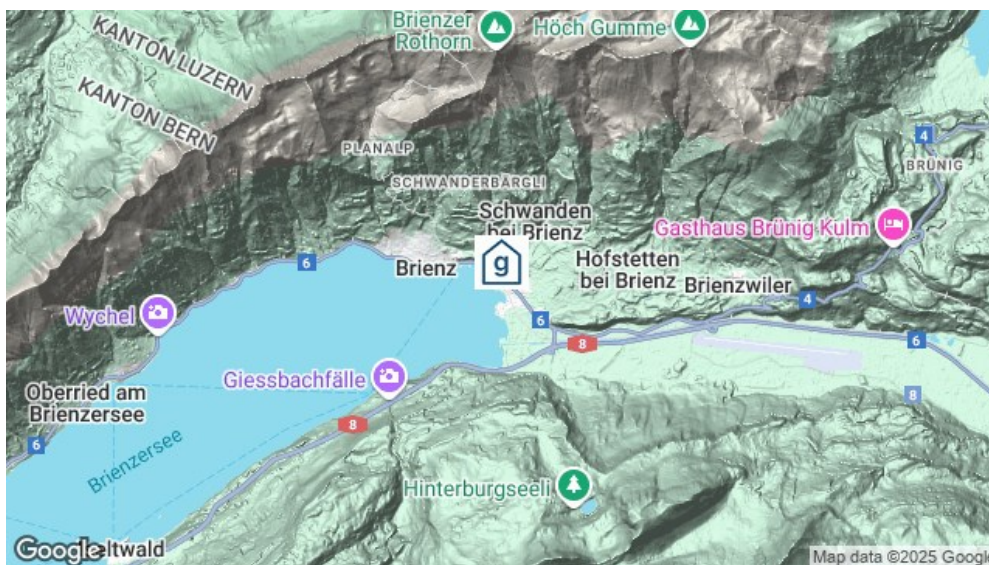 Brienzer
Rothorn
Höch Gumme
KANTON LUZERN
KANTON BERN
4
PLANALP
BRÜNIG
SCHWANDERBÄRGLI
Schwanden
bei Brienz
Gasthaus Brünig Kulm
6
Brienz
g
Hofstetten
bei Brienz
Brienzwiler
4
Wychel
6
8
6
Giessbachfälle
Oberried am
Brienzersee
8
8
6
Brienzersee
Hinterburgseeli
Google
ltwald
Map data ©2025 Google